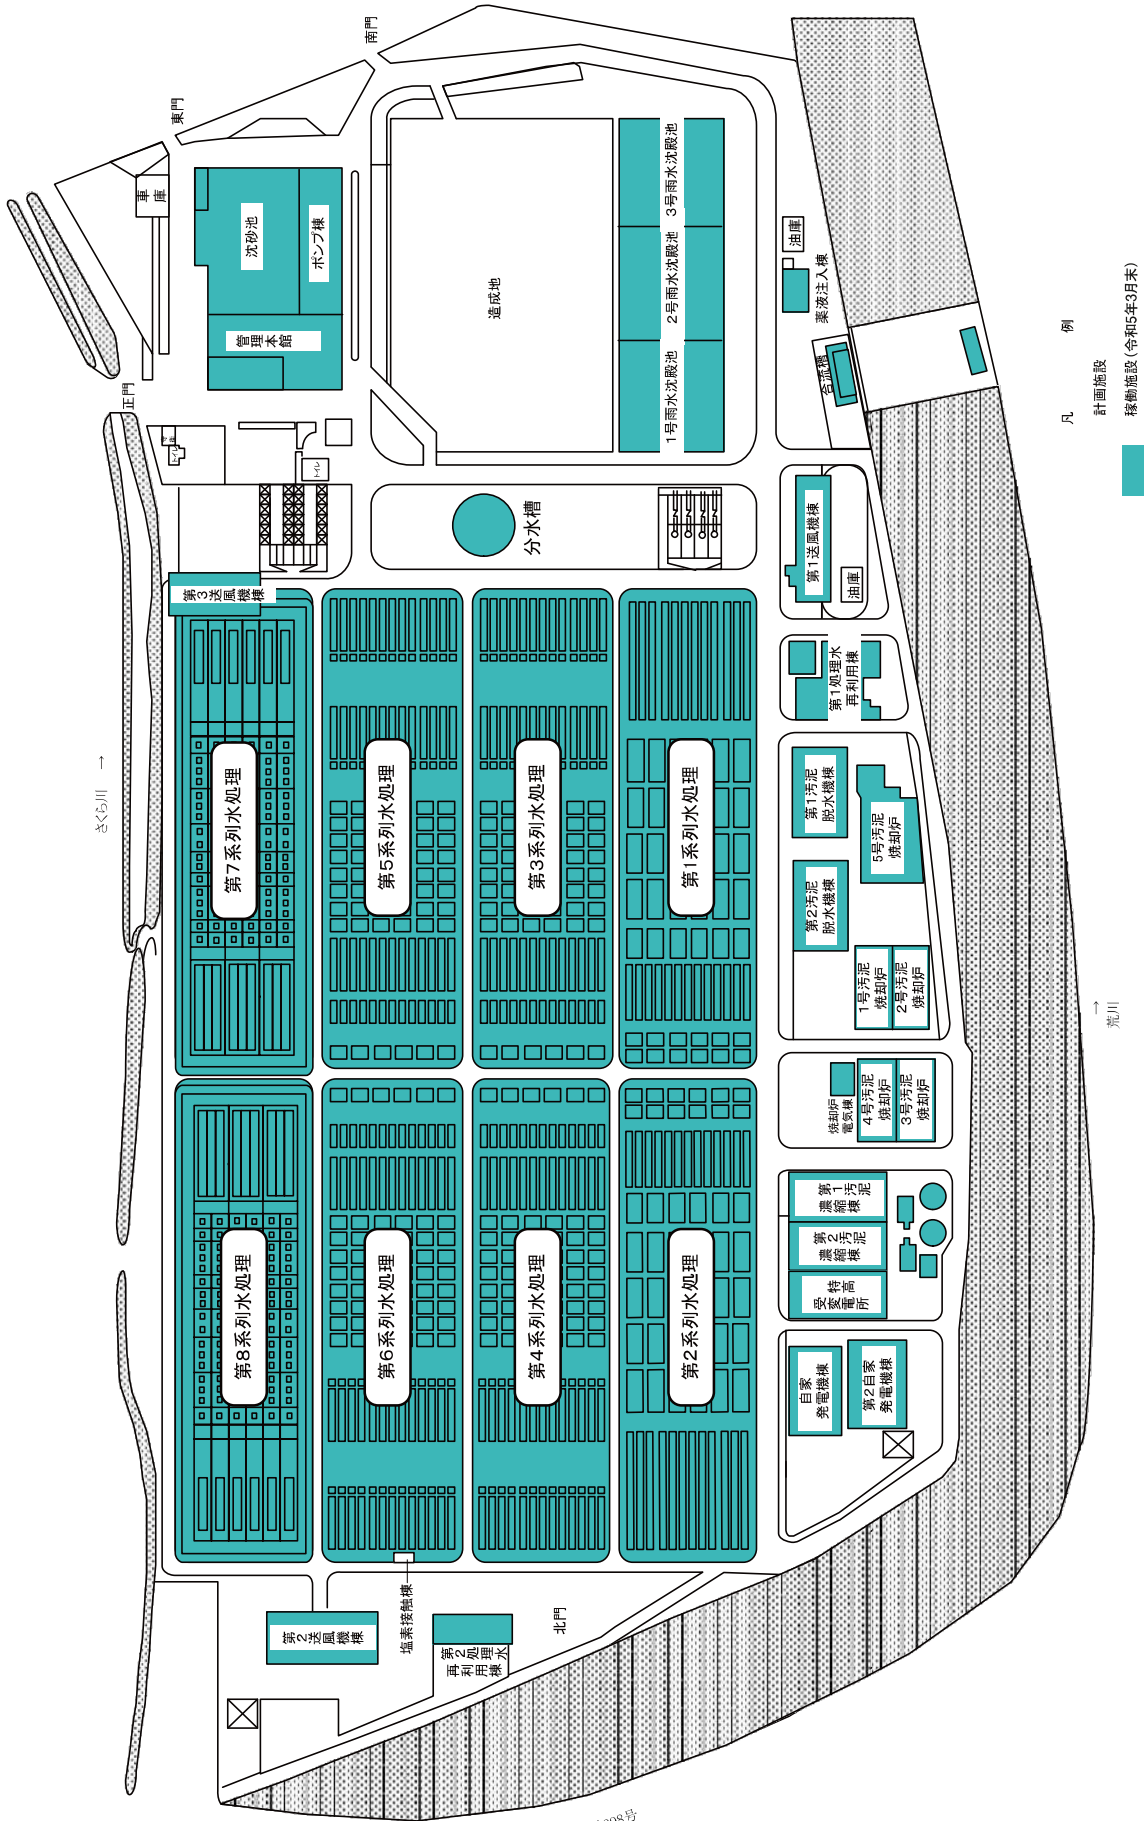 南門
東門
車
庫
沈砂池
ポンプ棟
管理
本館
正門
守衛
トイレ
トイレ
造成地
3号雨水沈殿池
2号雨水沈殿池
1号雨水沈殿池
油庫
薬液注入棟
合流槽
凡 例
計画施設
稼働施設(令和5年3月末)
分水槽
第3送風機棟
第1送風機棟
油庫
第1処理水
再利用棟
さくら川 →
第7系列水処理
第5系列水処理
第3系列水処理
第1系列水処理
第1汚泥
脱水機棟
5号汚泥
焼却炉
第2汚泥
脱水機棟
1号汚泥
焼却炉
2号汚泥
焼却炉
→
荒川
焼却炉
電気棟
4号汚泥
焼却炉
3号汚泥
焼却炉
第8系列水処理
第6系列水処理
第4系列水処理
第2系列水処理
第1汚泥
濃縮棟
第2汚泥
濃縮棟
特高
受変電所
自家
発電機棟
第2自家
発電機棟
塩素接触棟
第2送風機棟
第2処理水
再利用棟
北門